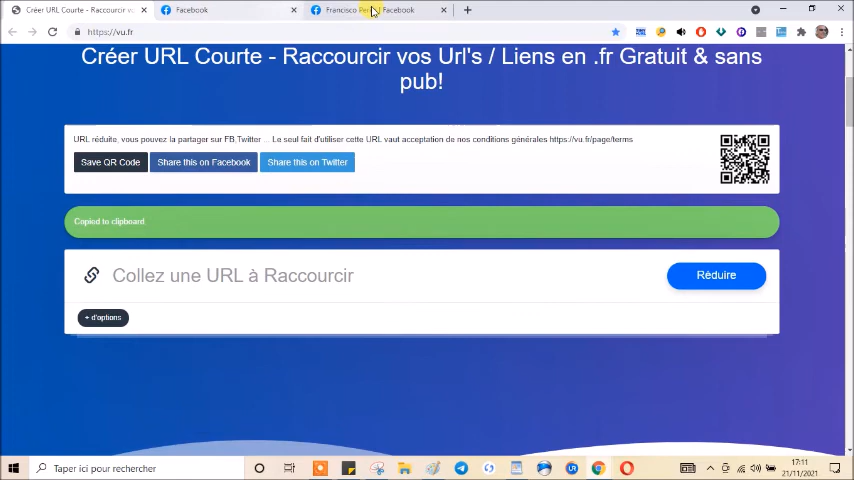 Créer URL Courte - Raccourcir vo
Facebook
Francisco Per | Facebook
https://vu.fr
Créer URL Courte - Raccourcir vos Url's / Liens en .fr Gratuit & sans
pub!
URL réduite, vous pouvez la partager sur FB,Twitter ... Le seul fait d'utiliser cette URL vaut acceptation de nos conditions générales https://vu.fr/page/terms
Save QR Code
Share this on Facebook
Share this on Twitter
Copied to clipboard
Collez une URL à Raccourcir
Réduire
+ d'options
Taper ici pour rechercher
UR
17:11
21/11/2021